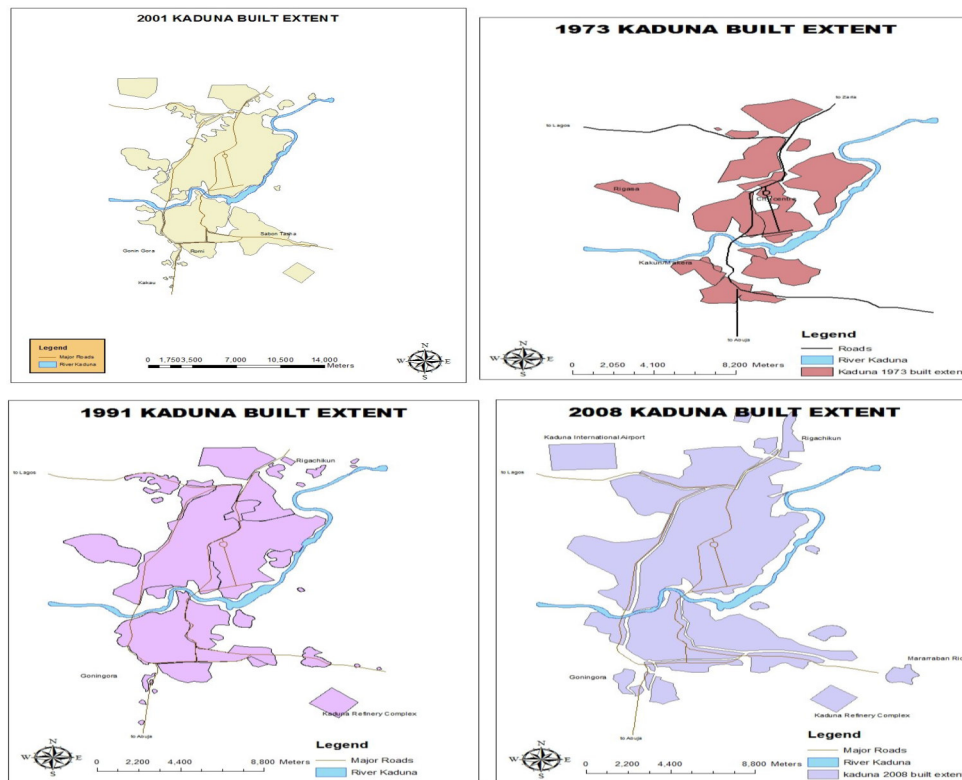 2001 KADUNA BUILT EXTENT
Sabon Tasha
Gonin Gora
Romi
Kakau
Legend
Major Roads
River Kaduna
0 1,750 3,500 7,000 10,500 14,000
Meters
N
W E
S
1973 KADUNA BUILT EXTENT
to Zaria
to Lagos
Rigasa
City centre
Kakuri/Makera
to Abuja
Legend
Roads
River Kaduna
Kaduna 1973 built exten
0 2,050 4,100 8,200 Meters
N
W E
S
1991 KADUNA BUILT EXTENT
Rigachikun
to Lagos
Goningora
Kaduna Refinery Complex
to Abuja
Legend
Major Roads
River Kaduna
0 2,200 4,400 8,800 Meters
N
W E
S
2008 KADUNA BUILT EXTENT
Kaduna International Airport
Rigachikun
to Lagos
Mararraban Rig
Goningora
Kaduna Refinery Complex
to Abuja
Legend
Major Roads
River Kaduna
kaduna 2008 built exten
0 2,200 4,400 8,800 Meters
N
W E
S